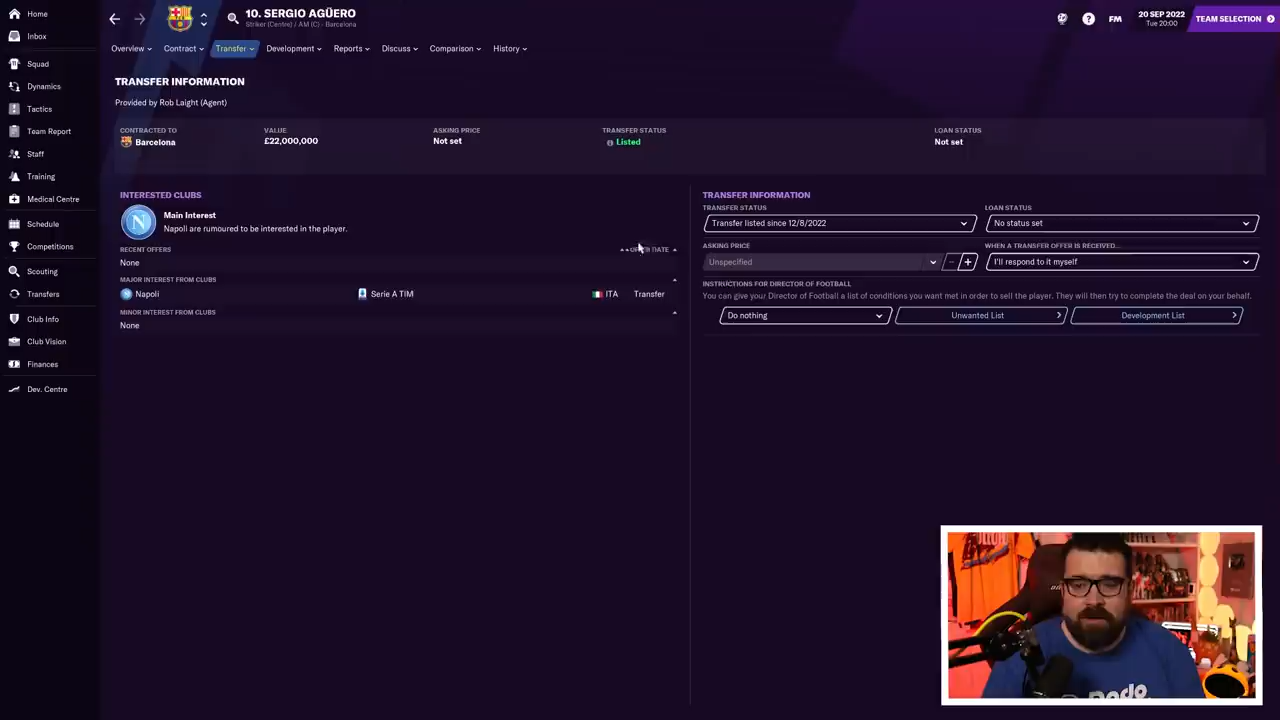 Home
Inbox
Squad
Dynamics
Tactics
Team Report
Staff
Training
Medical Centre
Schedule
Competitions
Scouting
Transfers
Club Info
Club Vision
Finances
Dev. Centre
10. SERGIO AGÜERO
Striker (Centre) / AM (C) - Barcelona
FM
20 SEP 2022
Tue 20:00
TEAM SELECTION
Overview Contract Transfer Development Reports Discuss Comparison History
TRANSFER INFORMATION
Provided by Rob Laight (Agent)
CONTRACTED TO VALUE ASKING PRICE TRANSFER STATUS LOAN STATUS
Barcelona £22,000,000 Not set Listed Not set
INTERESTED CLUBS
Main Interest
Napoli are rumoured to be interested in the player.
RECENT OFFERS DATE
None
MAJOR INTEREST FROM CLUBS
Napoli Serie A TIM ITA Transfer
MINOR INTEREST FROM CLUBS
None
TRANSFER INFORMATION
TRANSFER STATUS LOAN STATUS
Transfer listed since 12/8/2022 No status set
ASKING PRICE WHEN A TRANSFER OFFER IS RECEIVED...
Unspecified I'll respond to it myself
INSTRUCTIONS FOR DIRECTOR OF FOOTBALL
You can give your Director of Football a list of conditions you want met in order to sell the player. They will then try to complete the deal on your behalf.
Do nothing Unwanted List Development List